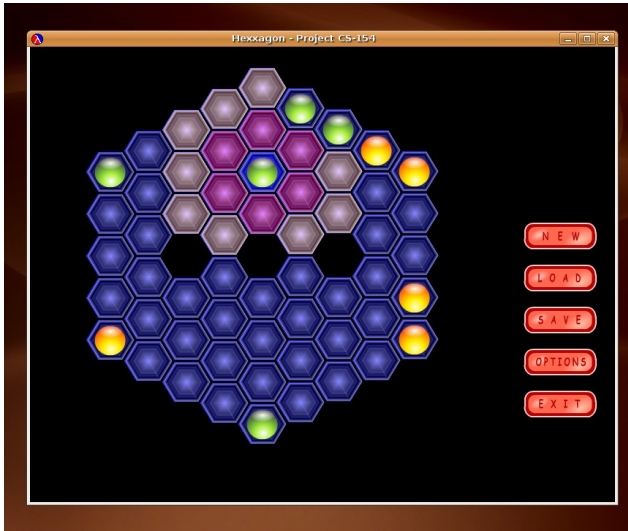 Hexxagon - Project CS-154
NEW
LOAD
SAVE
OPTIONS
EXIT